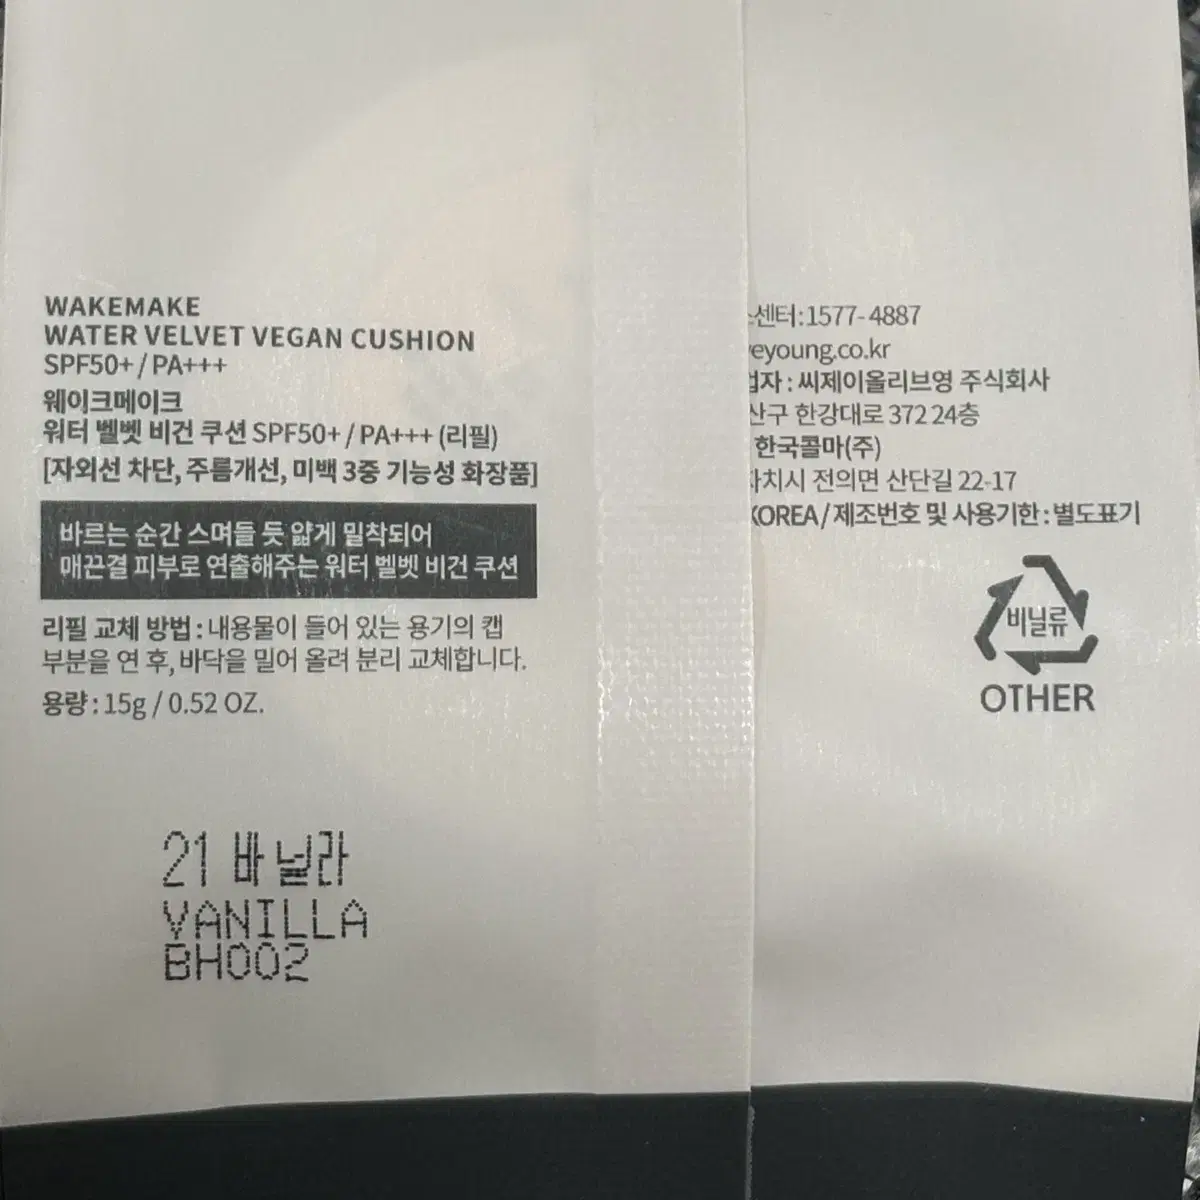 WAKEMAKE
WATER VELVET VEGAN CUSHION
SPF50+ / PA+++
웨이크메이크
워터 벨벳 비건 쿠션 SPF50+ / PA+++ (리필)
[자외선 차단, 주름개선, 미백 3중 기능성 화장품]
바르는 순간 스며들 듯 얇게 밀착되어
매끈결 피부로 연출해주는 워터 벨벳 비건 쿠션
리필 교체 방법 : 내용물이 들어 있는 용기의 캡
부분을 연 후, 바닥을 밀어 올려 분리 교체합니다.
용량 : 15g / 0.52 OZ.
21 바닐라
VANILLA
BH002
센터 : 1577- 4887
eyoung.co.kr
자 : 씨제이올리브영 주식회사
산구 한강대로 372 24층
한국콜마(주)
치시 전의면 산단길 22-17
KOREA / 제조번호 및 사용기한 : 별도표기
비닐류
OTHER